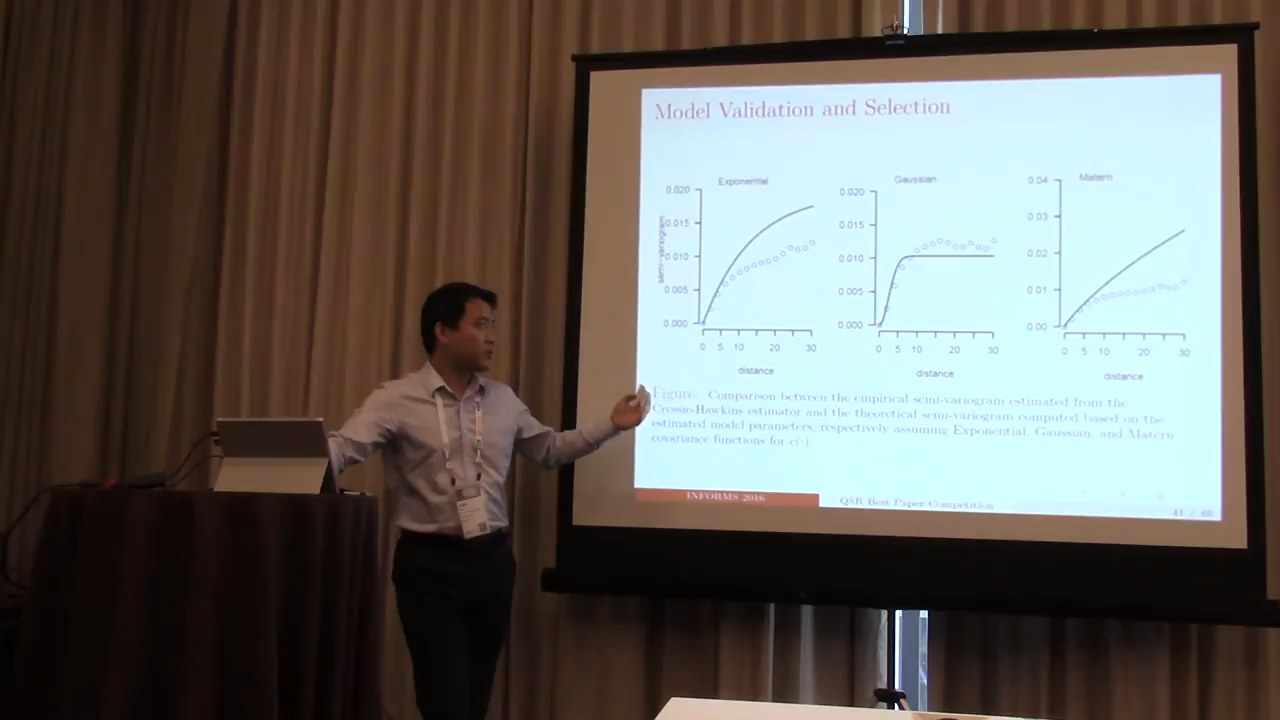 Model Validation and Selection
Exponential
Gaussian
Matern
0.020
0.015
0.010
0.005
0.000
semi-variogram
0 5 10 20 30
distance
0.020
0.015
0.010
0.005
0.000
0 5 10 20 30
distance
0.04
0.03
0.02
0.01
0.00
0 5 10 20 30
distance
Figure: Comparison between the empirical semi-variogram estimated from the
Cressie-Hawkins estimator and the theoretical semi-variogram computed based on the
estimated model parameters, respectively assuming Exponential, Gaussian, and Matern
covariance functions for c(·).
INFORMS 2016
QSR Best Paper Competition
41 /